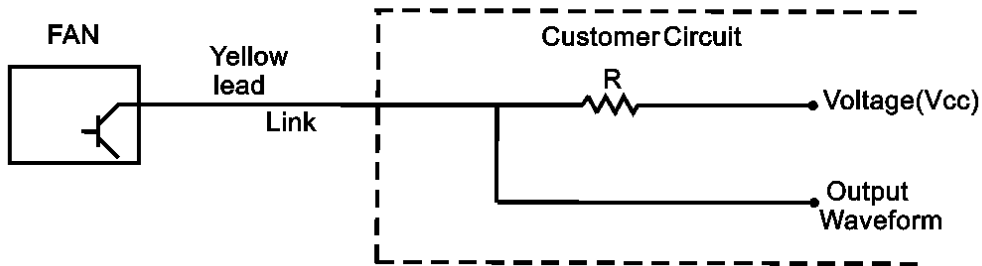 FAN
Customer Circuit
Yellow
lead
Link
R
Voltage(Vcc)
Output
Waveform